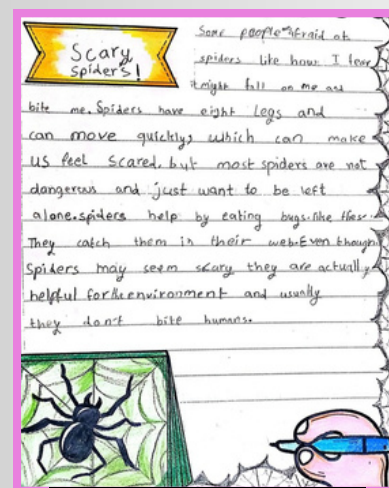 Scary
spiders!
Some people afraid of
spiders like how I fear
it might fall on me and
bite me. Spiders have eight legs and
can move quickly, which can make
us feel scared. but most spiders are not
dangerous and just want to be left
alone. spiders help by eating bugs. like these.
They catch them in their web. Even though
Spiders may seem scary they are actually
helpful for the environment and usually
they don't bite humans.